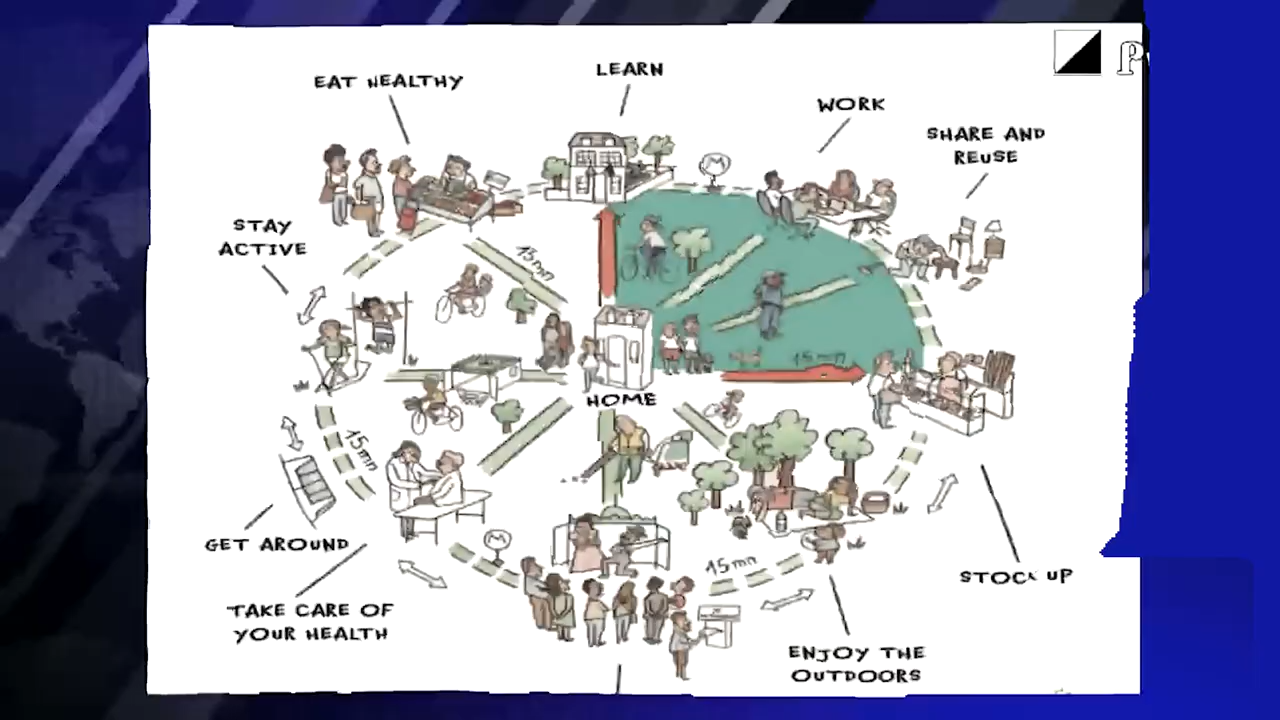 LEARN
EAT HEALTHY
WORK
SHARE AND
REUSE
STAY
ACTIVE
M
15mn
15mn
HOME
15mn
GET AROUND
M
15mn
STOCK UP
TAKE CARE OF
YOUR HEALTH
ENJOY THE
OUTDOORS